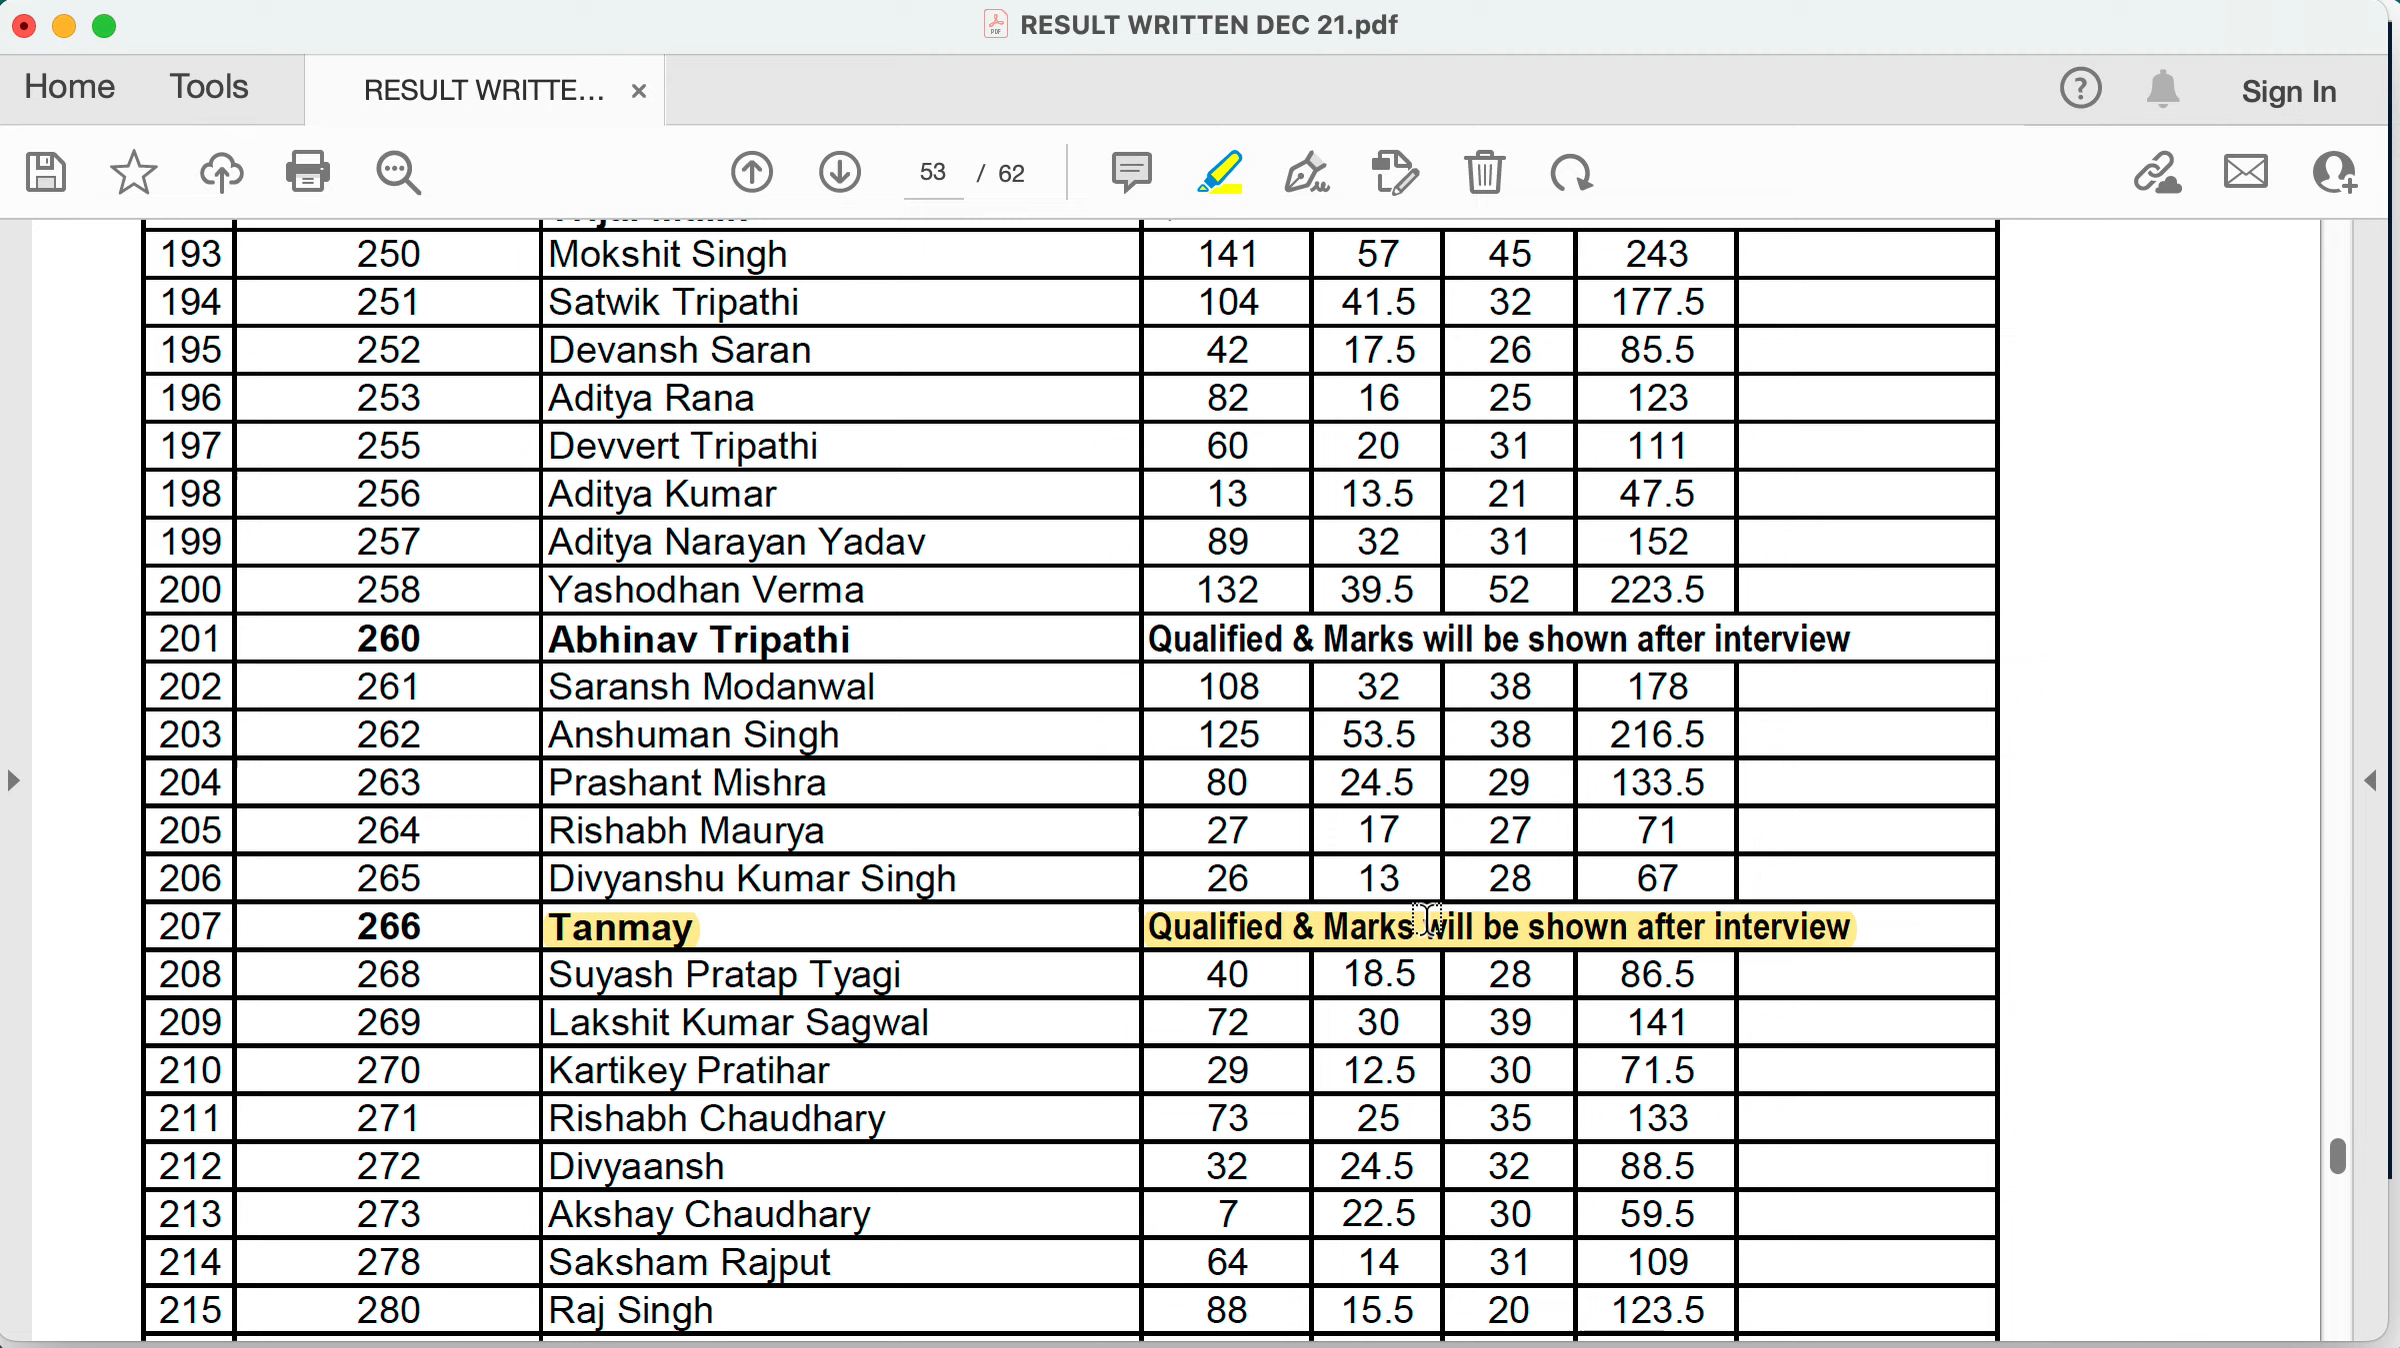 RESULT WRITTEN DEC 21.pdf
Home Tools RESULT WRITTE... × ? Sign In
53 / 62
193 250 Mokshit Singh 141 57 45 243
194 251 Satwik Tripathi 104 41.5 32 177.5
195 252 Devansh Saran 42 17.5 26 85.5
196 253 Aditya Rana 82 16 25 123
197 255 Devvert Tripathi 60 20 31 111
198 256 Aditya Kumar 13 13.5 21 47.5
199 257 Aditya Narayan Yadav 89 32 31 152
200 258 Yashodhan Verma 132 39.5 52 223.5
201 260 Abhinav Tripathi Qualified & Marks will be shown after interview
202 261 Saransh Modanwal 108 32 38 178
203 262 Anshuman Singh 125 53.5 38 216.5
204 263 Prashant Mishra 80 24.5 29 133.5
205 264 Rishabh Maurya 27 17 27 71
206 265 Divyanshu Kumar Singh 26 13 28 67
207 266 Tanmay Qualified & Marks will be shown after interview
208 268 Suyash Pratap Tyagi 40 18.5 28 86.5
209 269 Lakshit Kumar Sagwal 72 30 39 141
210 270 Kartikey Pratihar 29 12.5 30 71.5
211 271 Rishabh Chaudhary 73 25 35 133
212 272 Divyaansh 32 24.5 32 88.5
213 273 Akshay Chaudhary 7 22.5 30 59.5
214 278 Saksham Rajput 64 14 31 109
215 280 Raj Singh 88 15.5 20 123.5